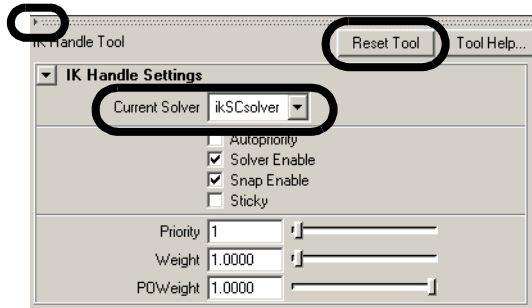 IK Handle Tool
Reset Tool
Tool Help...
IK Handle Settings
Current Solver ikSCsolver
Autopriority
Solver Enable
Snap Enable
Sticky
Priority 1
Weight 1.0000
POWeight 1.0000